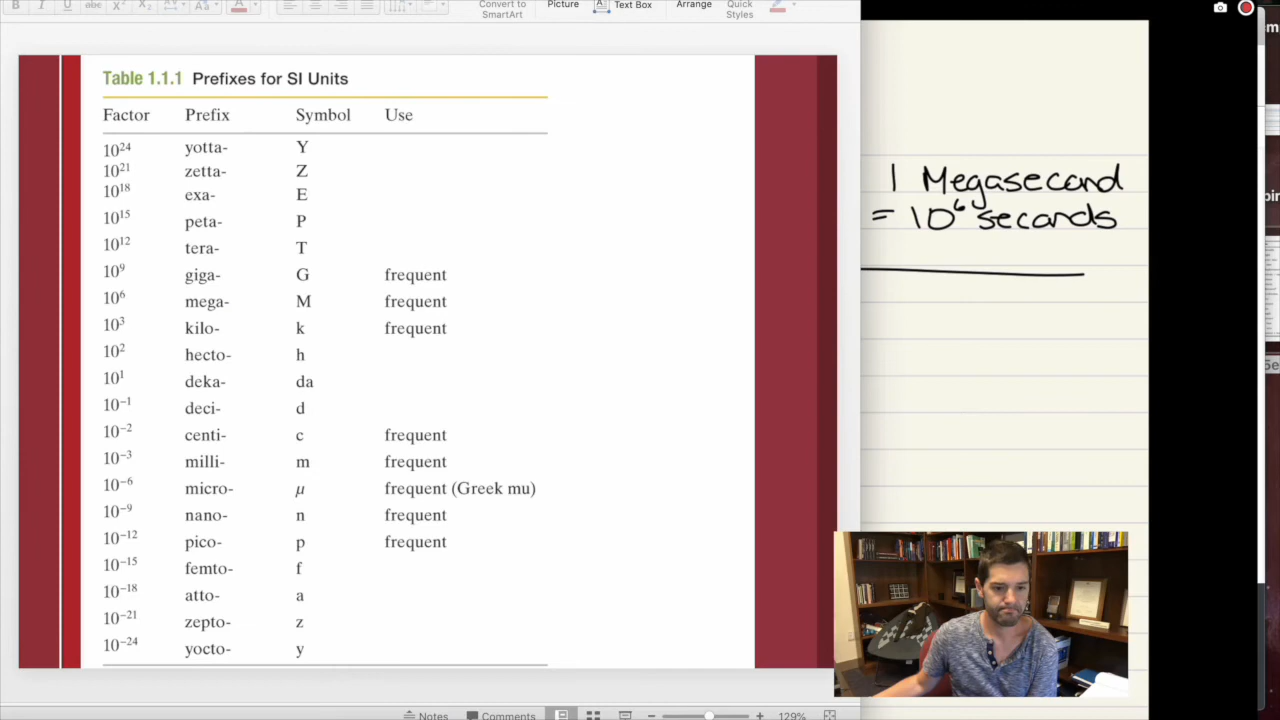 B I U abc X² X₂ Aa A
Convert to SmartArt Picture Text Box Arrange Quick Styles
Table 1.1.1 Prefixes for SI Units
Factor Prefix Symbol Use
10²⁴ yotta- Y
10²¹ zetta- Z
10¹⁸ exa- E
10¹⁵ peta- P
10¹² tera- T
10⁹ giga- G frequent
10⁶ mega- M frequent
10³ kilo- k frequent
10² hecto- h
10¹ deka- da
10⁻¹ deci- d
10⁻² centi- c frequent
10⁻³ milli- m frequent
10⁻⁶ micro- μ frequent (Greek mu)
10⁻⁹ nano- n frequent
10⁻¹² pico- p frequent
10⁻¹⁵ femto- f
10⁻¹⁸ atto- a
10⁻²¹ zepto- z
10⁻²⁴ yocto- y
1 Megasecond
= 10⁶ seconds
Notes Comments 129%